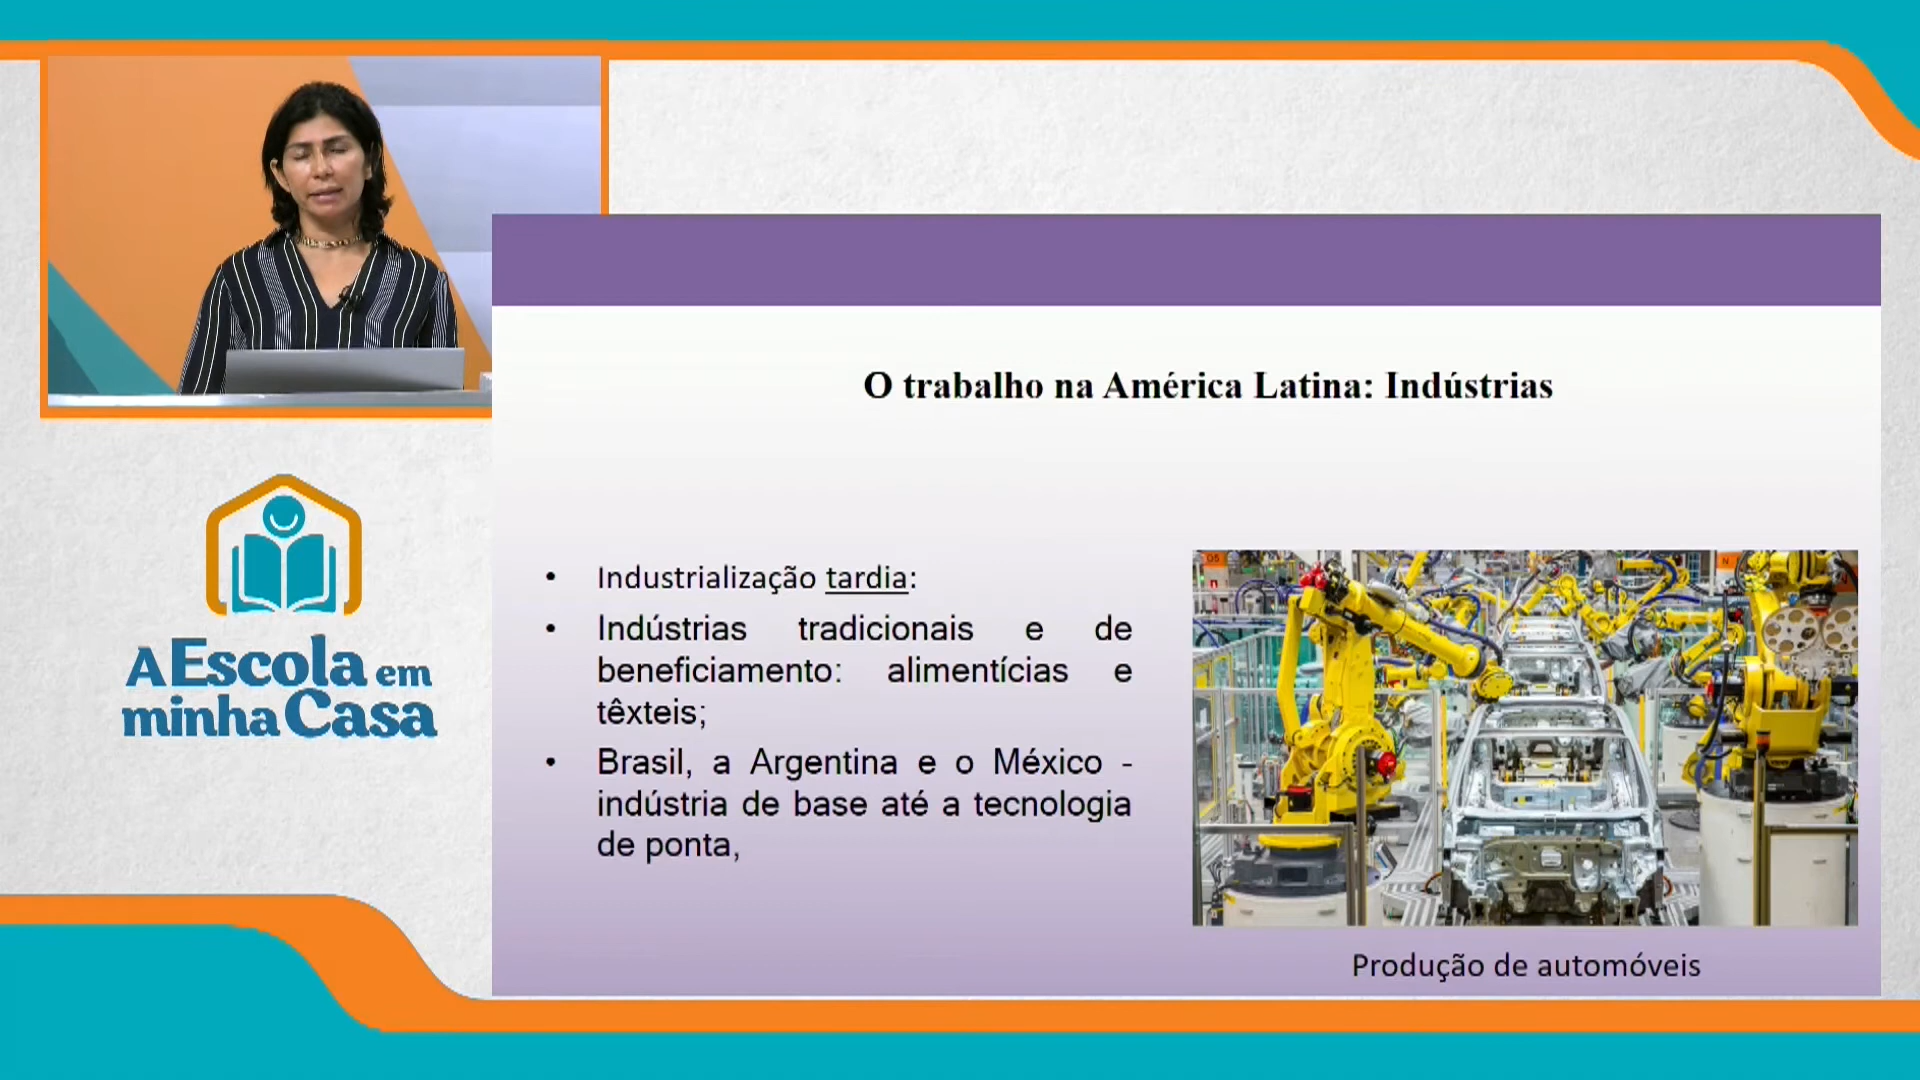 O trabalho na América Latina: Indústrias
• Industrialização tardia:
• Indústrias tradicionais e de
beneficiamento: alimentícias e
têxteis;
• Brasil, a Argentina e o México -
indústria de base até a tecnologia
de ponta,
Produção de automóveis
A Escola em
minha Casa